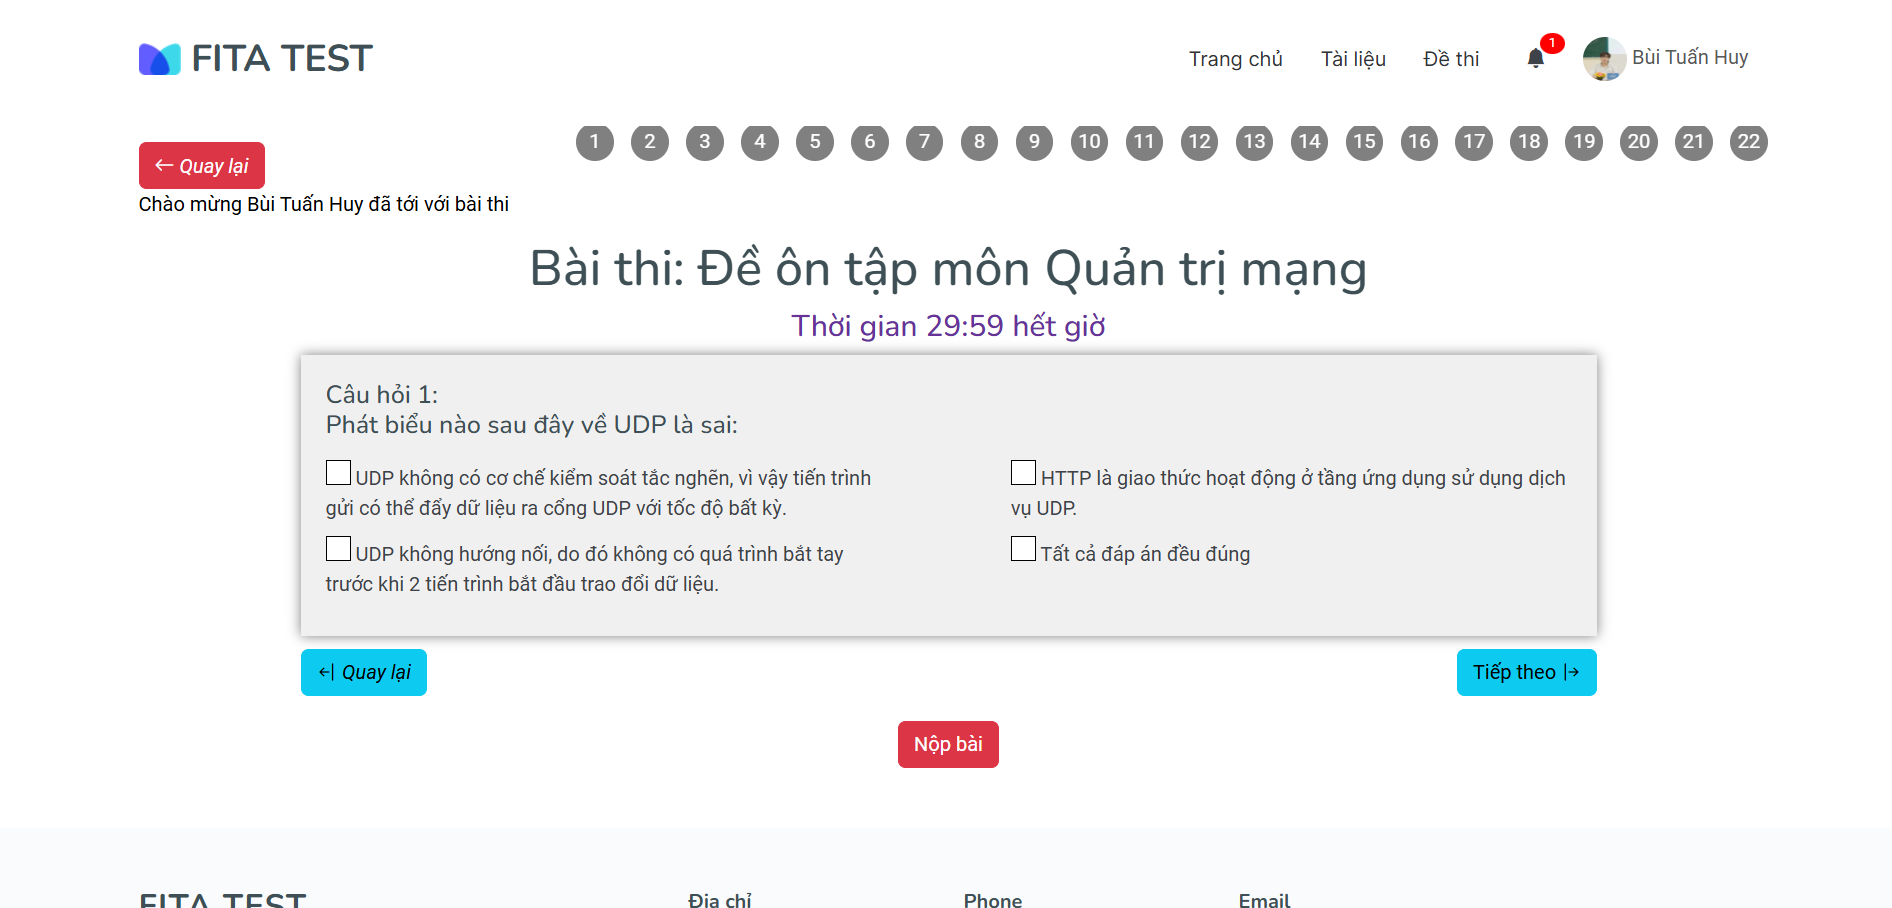 FITA TEST
Trang chủ
Tài liệu
Đề thi
1
Bùi Tuấn Huy
1 2 3 4 5 6 7 8 9 10 11 12 13 14 15 16 17 18 19 20 21 22
← Quay lại
Chào mừng Bùi Tuấn Huy đã tới với bài thi
Bài thi: Đề ôn tập môn Quản trị mạng
Thời gian 29:59 hết giờ
Câu hỏi 1:
Phát biểu nào sau đây về UDP là sai:
UDP không có cơ chế kiểm soát tắc nghẽn, vì vậy tiến trình
gửi có thể đẩy dữ liệu ra cổng UDP với tốc độ bất kỳ.
HTTP là giao thức hoạt động ở tầng ứng dụng sử dụng dịch
vụ UDP.
UDP không hướng nối, do đó không có quá trình bắt tay
trước khi 2 tiến trình bắt đầu trao đổi dữ liệu.
Tất cả đáp án đều đúng
Quay lại
Tiếp theo
Nộp bài
FITA TEST
Địa chỉ
Phone
Email